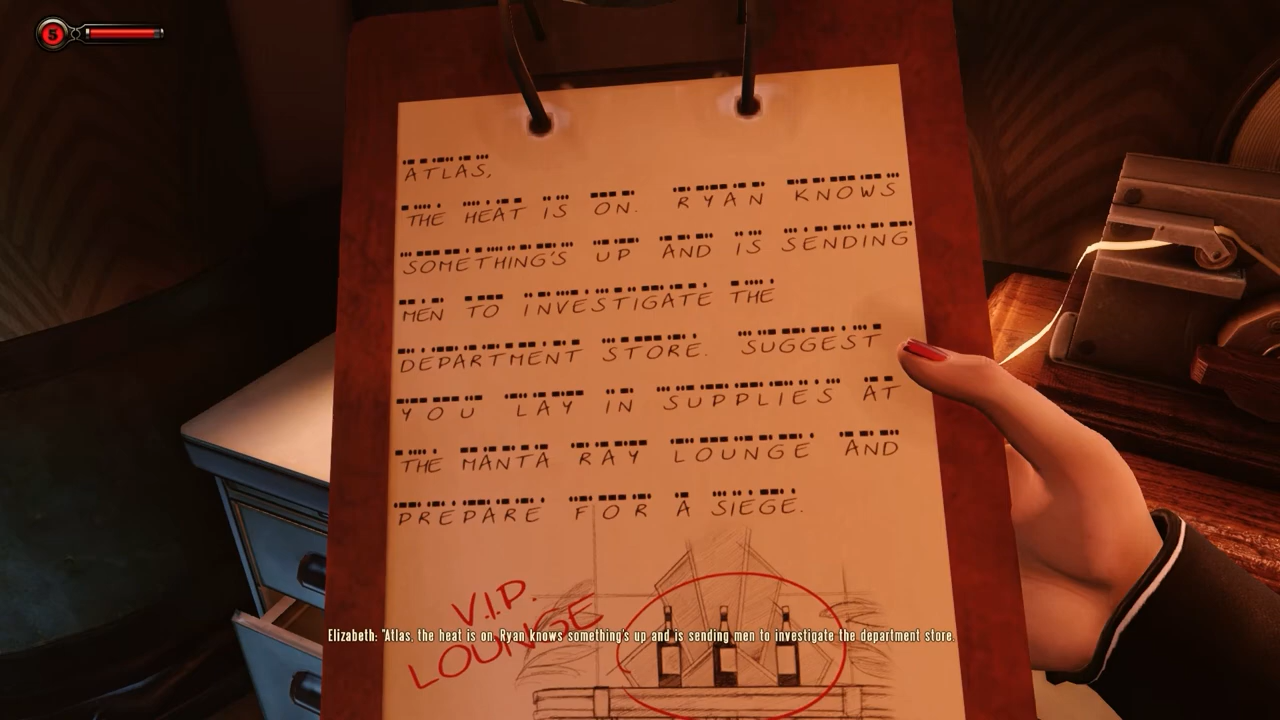 5
ATLAS,
THE HEAT IS ON. RYAN KNOWS
SOMETHING'S UP AND IS SENDING
MEN TO INVESTIGATE THE
DEPARTMENT STORE. SUGGEST
YOU LAY IN SUPPLIES AT
THE MANTA RAY LOUNGE AND
PREPARE FOR A SIEGE.
V.I.P.
LOUNGE
Elizabeth: "Atlas, the heat is on. Ryan knows something's up and is sending men to investigate the department store.